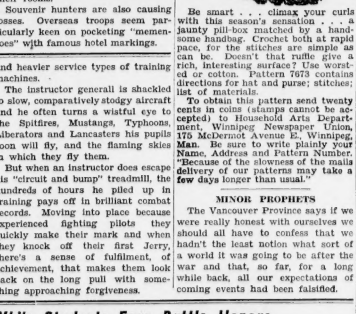 Souvenir hunters are also causing
losses. Overseas troops seem par-
ticularly keen on pocketing "memen-
toes" with famous hotel markings.
and heavier service types of training
machines.
The instructor generall is shackled
to slow, comparatively stodgy aircraft
and he often turns a wistful eye to
the Spitfires, Mustangs, Typhoons,
Liberators and Lancasters his pupils
soon will fly, and the flaming skies
in which they fly them.
But when an instructor does escape
his "circuit and bump" treadmill, the
hundreds of hours he piled up in
training pays off in brilliant combat
records. Moving into place because
experienced fighting pilots they
quickly make their mark and when
they knock off their first Jerry,
there's a sense of fulfilment, of
achievement, that makes them look
back on the long pull with some-
thing approaching forgiveness.
Be smart . . . climax your curls
with this season's sensation . . . a
jaunty pill-box matched by a hand-
some handbag. Crochet both at rapid
pace, for the stitches are simple as
can be. Doesn't that ruffle give a
rich, interesting surface? Use worst-
ed or cotton. Pattern 7673 contains
directions for hat and purse; stitches;
list of materials.
To obtain this pattern send twenty
cents in coins (stamps cannot be ac-
cepted) to Household Arts Depart-
ment, Winnipeg Newspaper Union,
175 McDermot Avenue E., Winnipeg,
Man. Be sure to write plainly your
Name, Address and Pattern Number.
"Because of the slowness of the mails
delivery of our patterns may take a
few days longer than usual."
MINOR PROPHETS
The Vancouver Province says if we
were really honest with ourselves we
should all have to confess that we
hadn't the least notion what sort of
a world it was going to be after the
war and that, so far, for a long
while back, all our expectations of
coming events had been falsified.